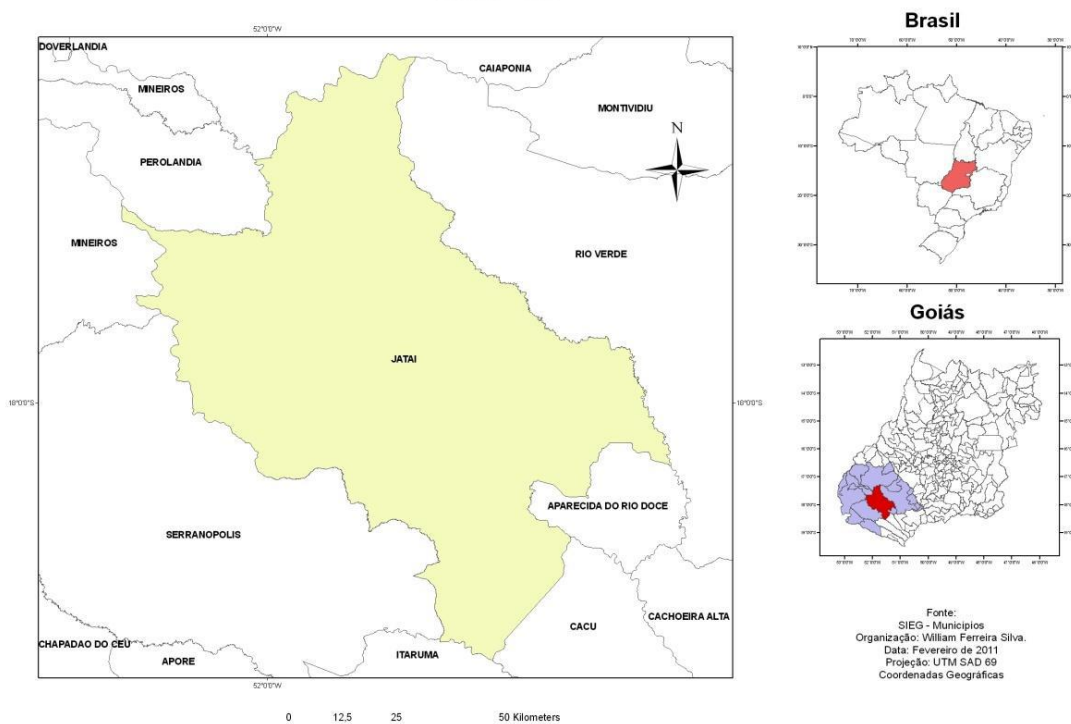 52°0'0"W
DOVERLANDIA
CAIAPONIA
MINEIROS
MONTIVIDIU
N
PEROLANDIA
MINEIROS
RIO VERDE
JATAI
18°0'0"S
18°0'0"S
APARECIDA DO RIO DOCE
SERRANOPOLIS
CACHOEIRA ALTA
CACU
CHAPADAO DO CEU
ITARUMA
APORE
52°0'0"W
0 12,5 25 50 Kilometers
Brasil
Goiás
Fonte:
SIEG - Municipios
Organização: William Ferreira Silva.
Data: Fevereiro de 2011
Projeção: UTM SAD 69
Coordenadas Geográficas